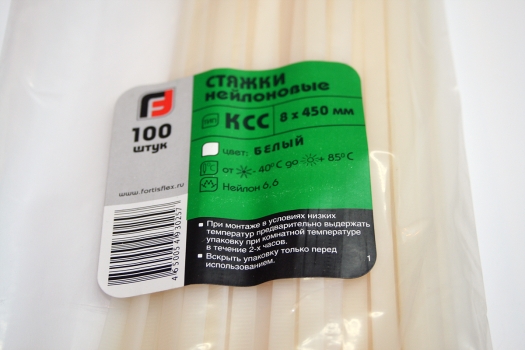 СТЯЖКИ
НЕЙЛОНОВЫЕ
КСС 8 x 450 мм
100
штук
цвет: БЕЛЫЙ
от - 40°C до + 85°C
Нейлон 6.6
www.fortisflex.ru
При монтаже в условиях низких
температур предварительно выдержать
упаковку при комнатной температуре
в течение 2-х часов.
Вскрыть упаковку только перед
использованием.
1
4650054930257